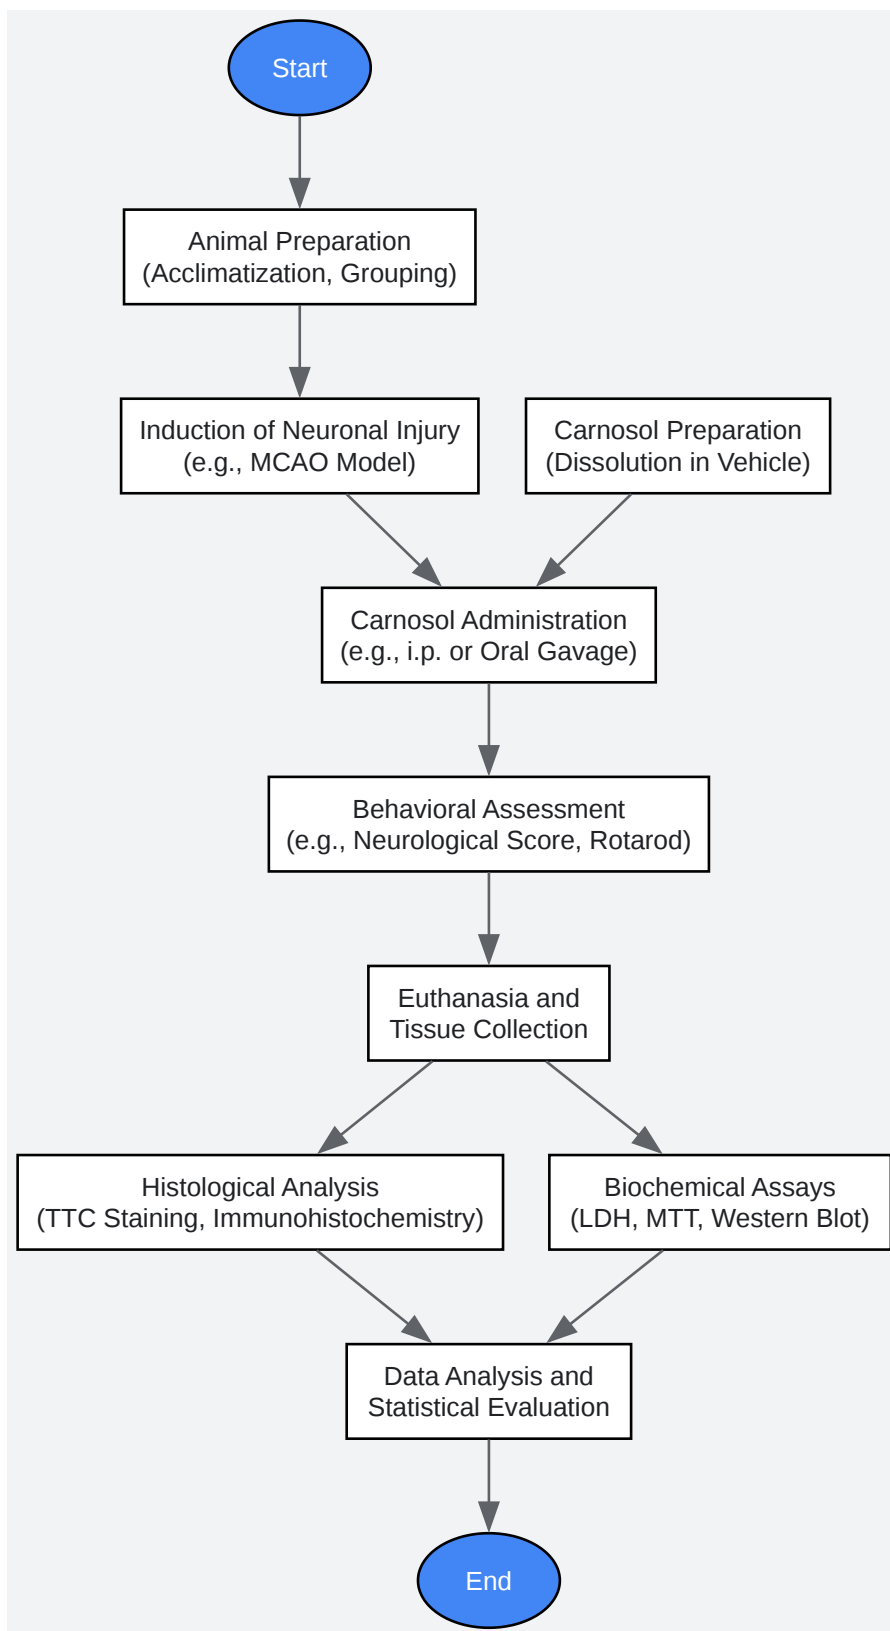 Start
Animal Preparation
(Acclimatization, Grouping)
Induction of Neuronal Injury
(e.g., MCAO Model)
Carnosol Preparation
(Dissolution in Vehicle)
Carnosol Administration
(e.g., i.p. or Oral Gavage)
Behavioral Assessment
(e.g., Neurological Score, Rotarod)
Euthanasia and
Tissue Collection
Histological Analysis
(TTC Staining, Immunohistochemistry)
Biochemical Assays
(LDH, MTT, Western Blot)
Data Analysis and
Statistical Evaluation
End